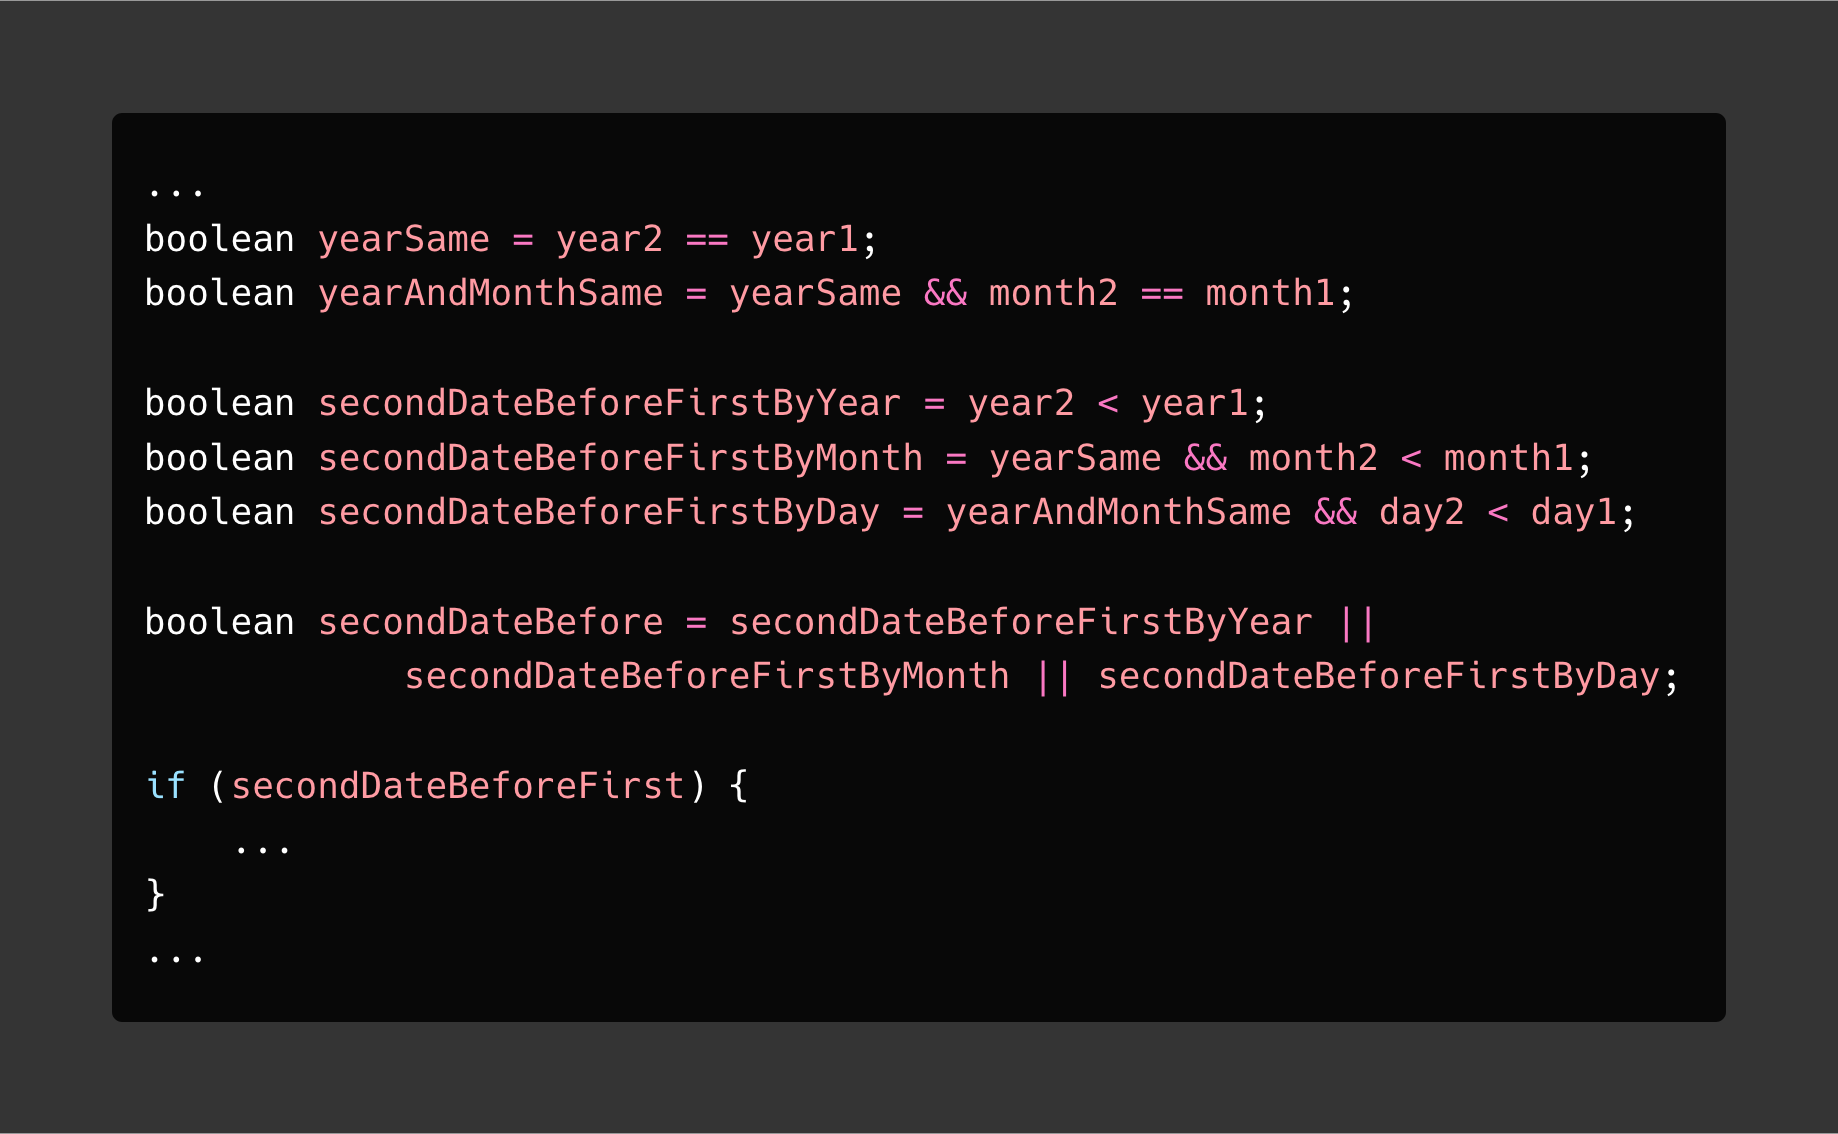 ...
boolean yearSame = year2 == year1;
boolean yearAndMonthSame = yearSame && month2 == month1;
boolean secondDateBeforeFirstByYear = year2 < year1;
boolean secondDateBeforeFirstByMonth = yearSame && month2 < month1;
boolean secondDateBeforeFirstByDay = yearAndMonthSame && day2 < day1;
boolean secondDateBefore = secondDateBeforeFirstByYear ||
secondDateBeforeFirstByMonth || secondDateBeforeFirstByDay;
if (secondDateBeforeFirst) {
...
}
...